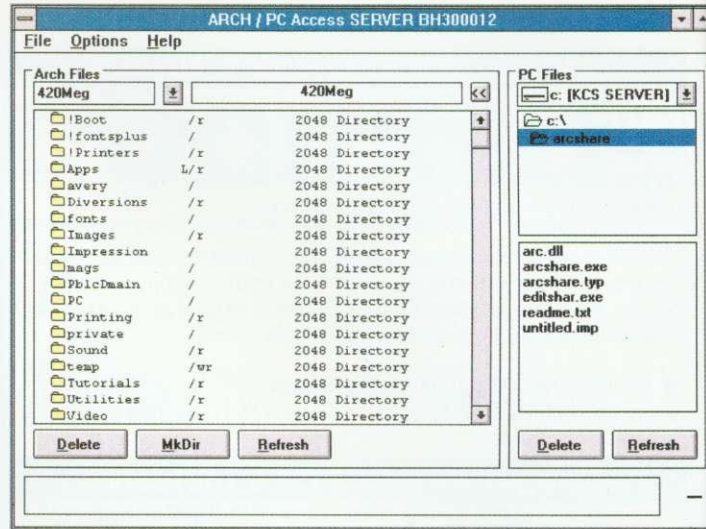 ARCH / PC Access SERVER BH300012
File Options Help
Arch Files
420Meg 420Meg <<
!Boot /r 2048 Directory
!fontsplus / 2048 Directory
!Printers /r 2048 Directory
Apps L/r 2048 Directory
avery / 2048 Directory
Diversions /r 2048 Directory
fonts / 2048 Directory
Images /r 2048 Directory
Impression / 2048 Directory
mags / 2048 Directory
PblcDmain / 2048 Directory
PC / 2048 Directory
Printing /r 2048 Directory
private / 2048 Directory
Sound /r 2048 Directory
temp /wr 2048 Directory
Tutorials /r 2048 Directory
Utilities /r 2048 Directory
Video /r 2048 Directory
Delete MkDir Refresh
PC Files
c: [KCS SERVER]
c:\
arcshare
arc.dll
arcshare.exe
arcshare.typ
editshar.exe
readme.txt
untitled.imp
Delete Refresh